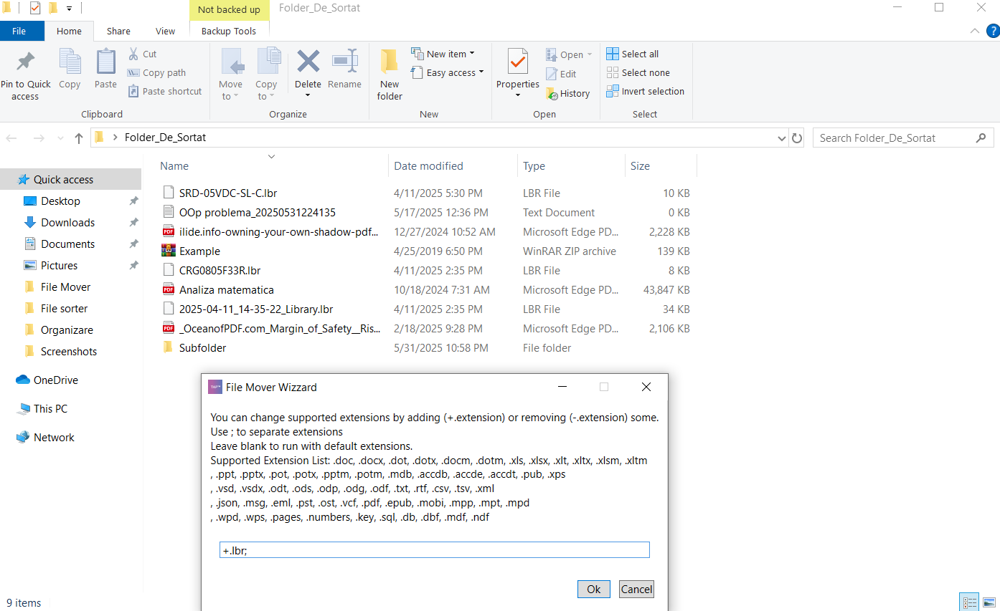 Not backed up Folder_De_Sortat
File Home Share View Backup Tools
Pin to Quick access
Copy
Paste
Cut
Copy path
Paste shortcut
Clipboard
Move to
Copy to
Delete
Rename
Organize
New folder
New item
Easy access
New
Properties
Open
Edit
History
Open
Select all
Select none
Invert selection
Select
Folder_De_Sortat
Search Folder_De_Sortat
Quick access
Desktop
Downloads
Documents
Pictures
File Mover
File sorter
Organizare
Screenshots
OneDrive
This PC
Network
Name Date modified Type Size
SRD-05VDC-SL-C.lbr 4/11/2025 5:30 PM LBR File 10 KB
OOp problema_20250531224135 5/17/2025 12:36 PM Text Document 0 KB
ilide.info-owning-your-own-shadow-pdf... 12/27/2024 10:52 AM Microsoft Edge PD... 2,228 KB
Example 4/25/2019 6:50 PM WinRAR ZIP archive 139 KB
CRG0805F33R.lbr 4/11/2025 2:35 PM LBR File 8 KB
Analiza matematica 10/18/2024 7:31 AM Microsoft Edge PD... 43,847 KB
2025-04-11_14-35-22_Library.lbr 4/11/2025 2:35 PM LBR File 34 KB
_OceanofPDF.com_Margin_of_Safety__Ris... 2/18/2025 9:28 PM Microsoft Edge PD... 2,106 KB
Subfolder 5/31/2025 10:58 PM File folder
File Mover Wizzard
You can change supported extensions by adding (+.extension) or removing (-.extension) some.
Use ; to separate extensions
Leave blank to run with default extensions.
Supported Extension List: .doc, .docx, .dot, .dotx, .docm, .dotm, .xls, .xlsx, .xlt, .xltx, .xlsm, .xltm
, .ppt, .pptx, .pot, .potx, .pptm, .potm, .mdb, .accdb, .accde, .accdt, .pub, .xps
, .vsd, .vsdx, .odt, .ods, .odp, .odg, .odf, .txt, .rtf, .csv, .tsv, .xml
, .json, .msg, .eml, .pst, .ost, .vcf, .pdf, .epub, .mobi, .mpp, .mpt, .mpd
, .wpd, .wps, .pages, .numbers, .key, .sql, .db, .dbf, .mdf, .ndf
+.lbr;
Ok Cancel
9 items